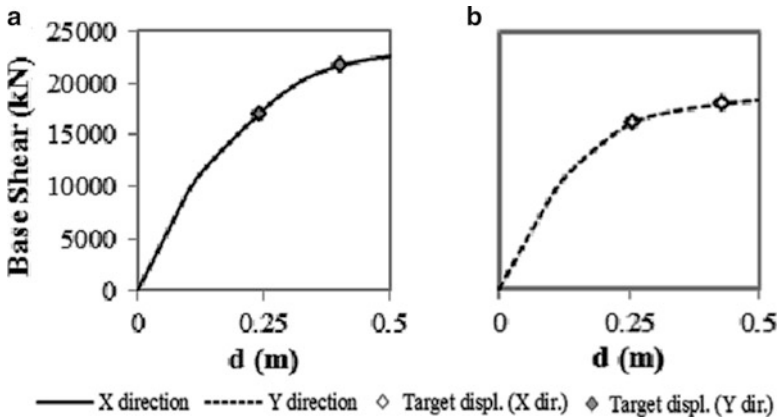 a
b
25000
20000
15000
10000
5000
0
Base Shear (kN)
0 0.25 0.5
d (m)
0 0.25 0.5
d (m)
X direction Y direction Target displ. (X dir.) Target displ. (Y dir.)